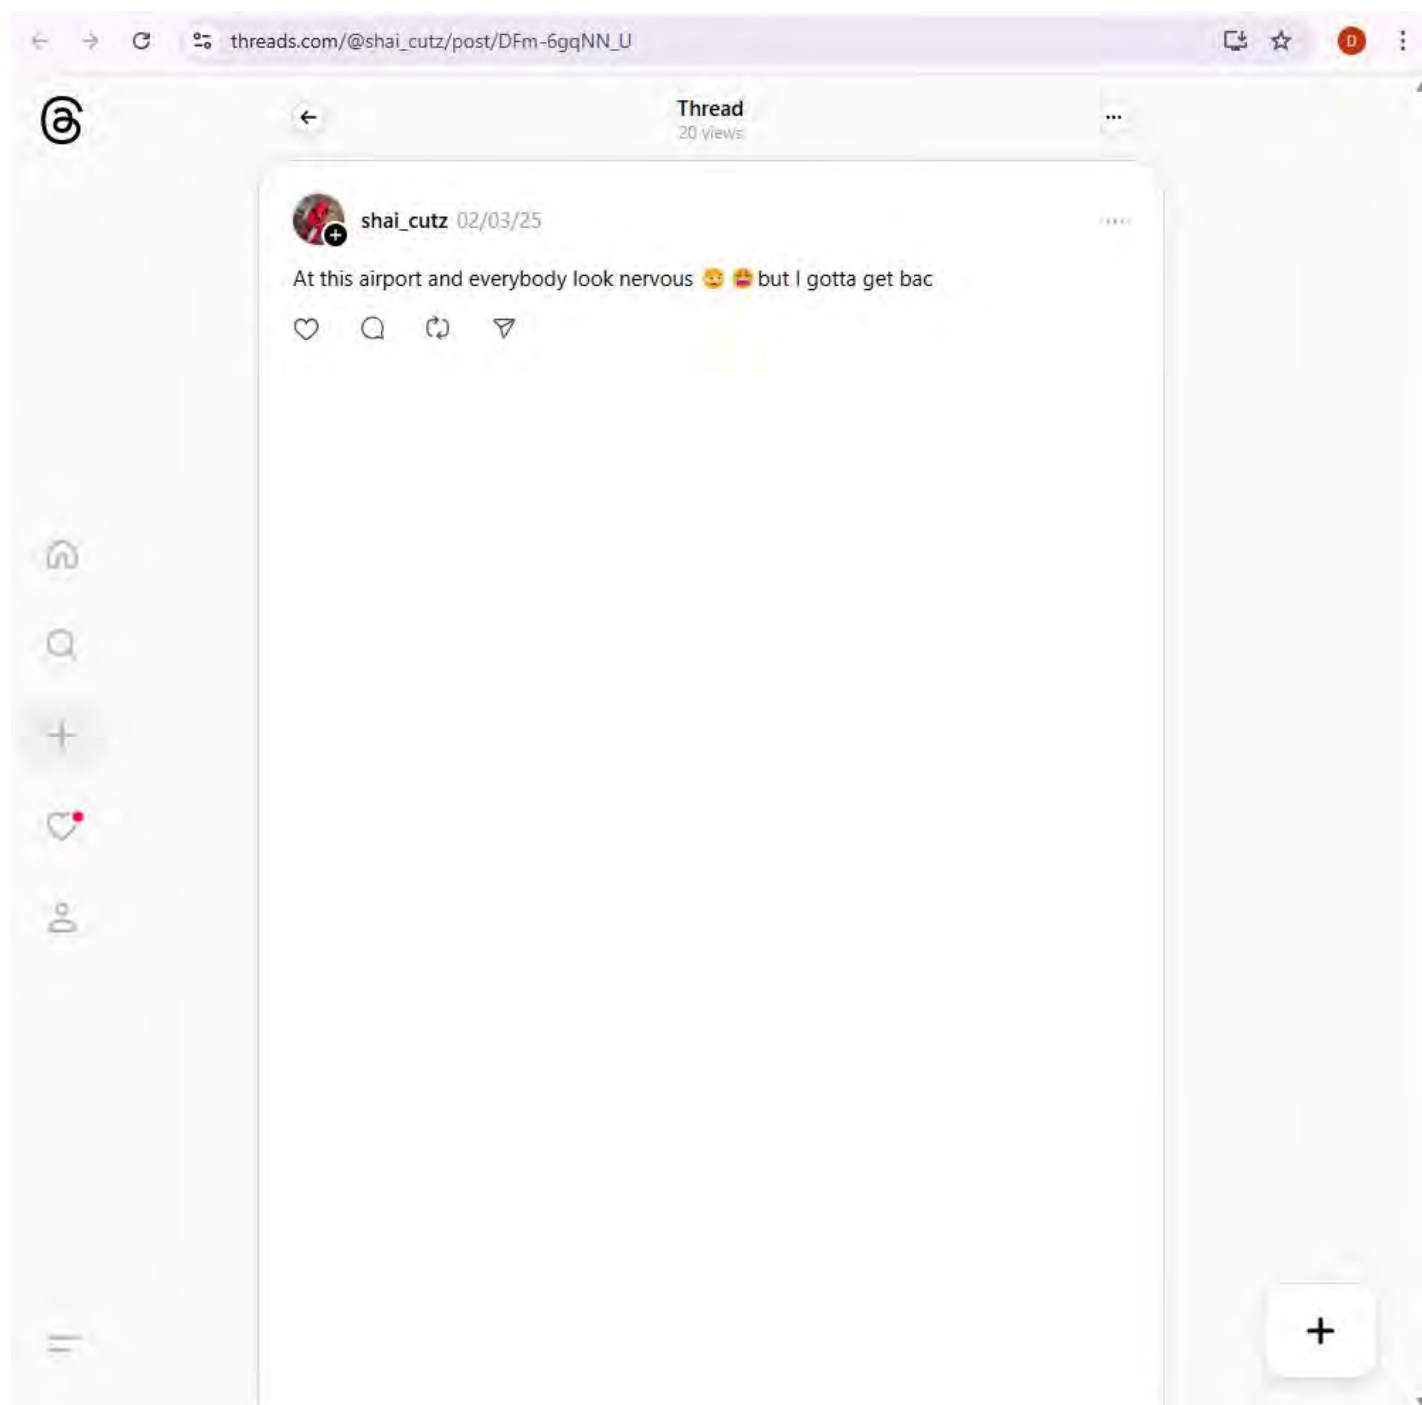 threads.com/@shai_cutz/post/DFm-6gqNN_U
D
Thread
20 views
shai_cutz 02/03/25
At this airport and everybody look nervous 😳 🤩 but I gotta get bac